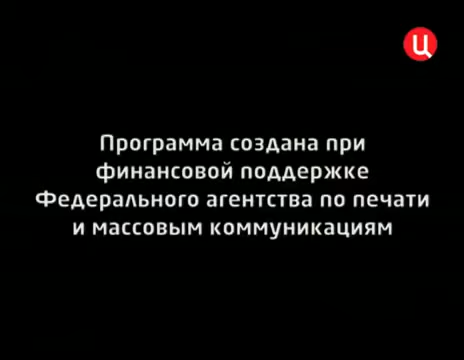 Ц
Программа создана при
финансовой поддержке
Федерального агентства по печати
и массовым коммуникациям